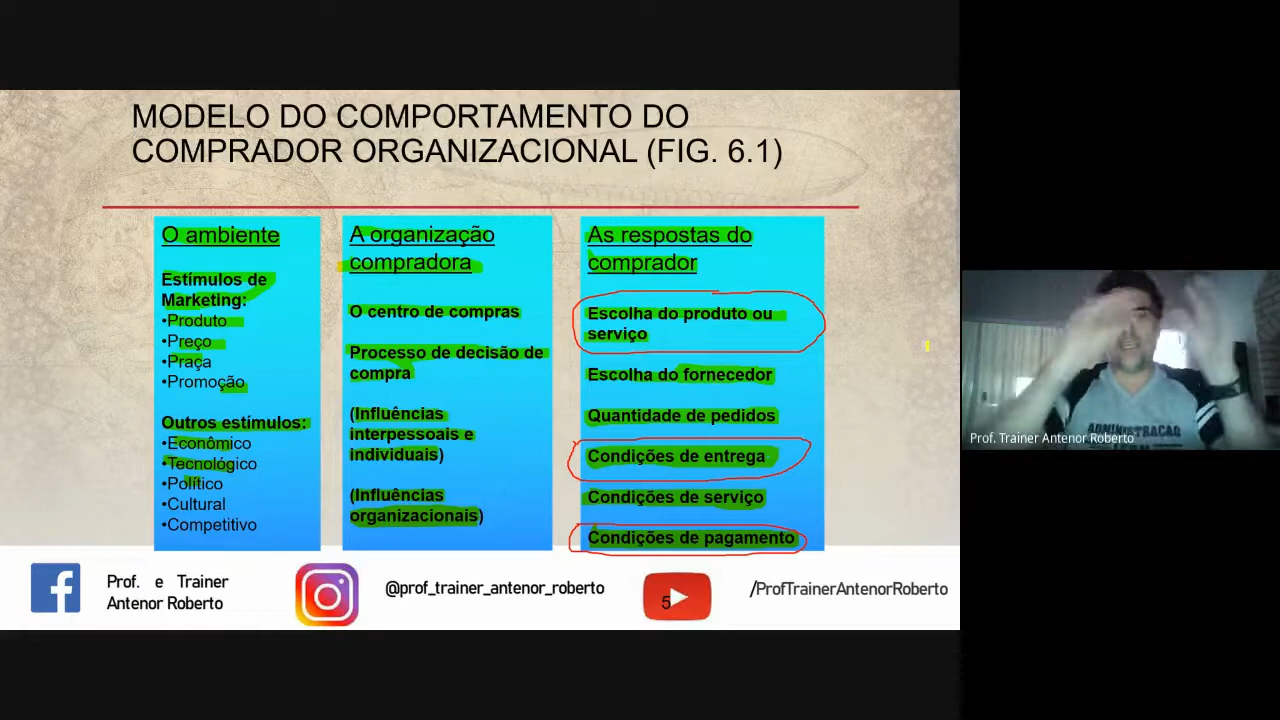 MODELO DO COMPORTAMENTO DO
COMPRADOR ORGANIZACIONAL (FIG. 6.1)
O ambiente
Estímulos de
Marketing:
•Produto
•Preço
•Praça
•Promoção
Outros estímulos:
•Econômico
•Tecnológico
•Político
•Cultural
•Competitivo
A organização
compradora
O centro de compras
Processo de decisão de
compra
(Influências
interpessoais e
individuais)
(Influências
organizacionais)
As respostas do
comprador
Escolha do produto ou
serviço
Escolha do fornecedor
Quantidade de pedidos
Condições de entrega
Condições de serviço
Condições de pagamento
Prof. e Trainer
Antenor Roberto
@prof_trainer_antenor_roberto
5
/ProfTrainerAntenorRoberto
ADMINISTRAÇÃO
Prof. Trainer Antenor Roberto